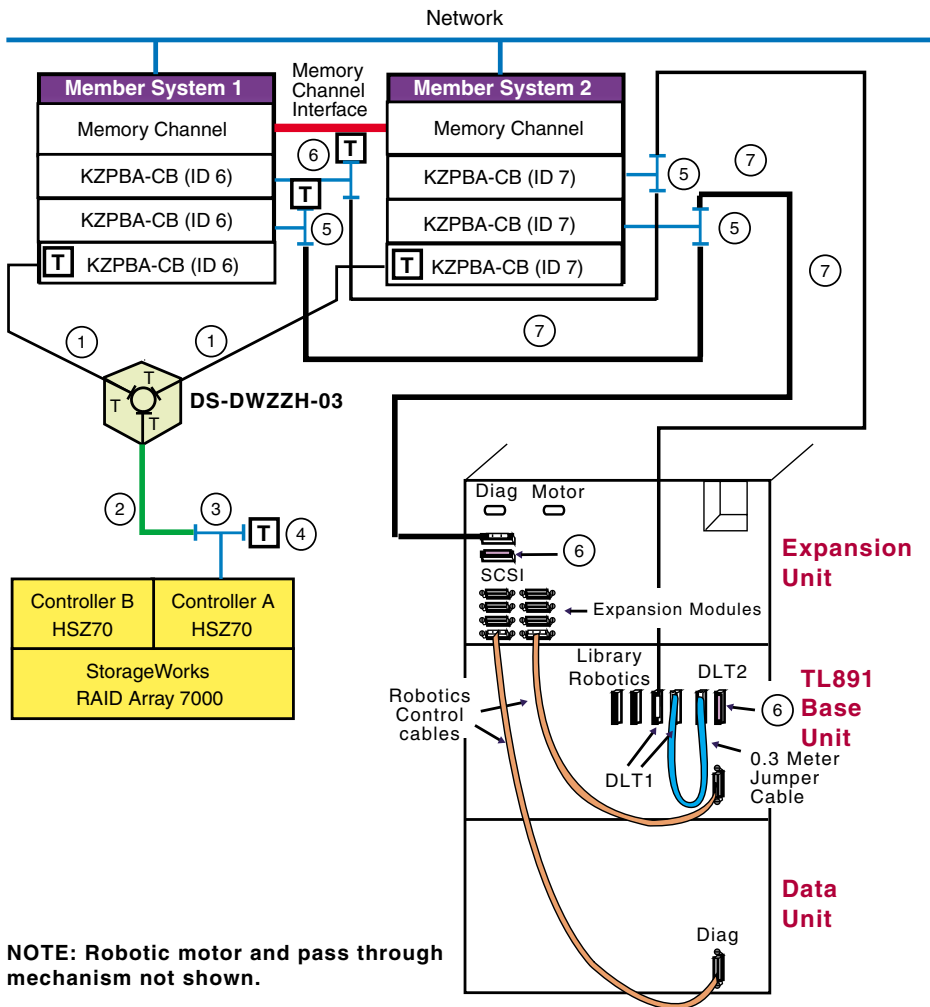 Network
Member System 1
Memory Channel
KZPBA-CB (ID 6)
KZPBA-CB (ID 6)
T KZPBA-CB (ID 6)
Memory
Channel
Interface
6
T
T
5
Member System 2
Memory Channel
KZPBA-CB (ID 7)
KZPBA-CB (ID 7)
T KZPBA-CB (ID 7)
5
5
7
7
7
1
1
T
T
T
DS-DWZZH-03
2
3
T
4
Controller B
HSZ70
Controller A
HSZ70
StorageWorks
RAID Array 7000
Diag
Motor
6
SCSI
Expansion Modules
Expansion
Unit
Library
Robotics
DLT2
Robotics
Control
cables
DLT1
6
0.3 Meter
Jumper
Cable
TL891
Base
Unit
Data
Unit
Diag
NOTE: Robotic motor and pass through
mechanism not shown.